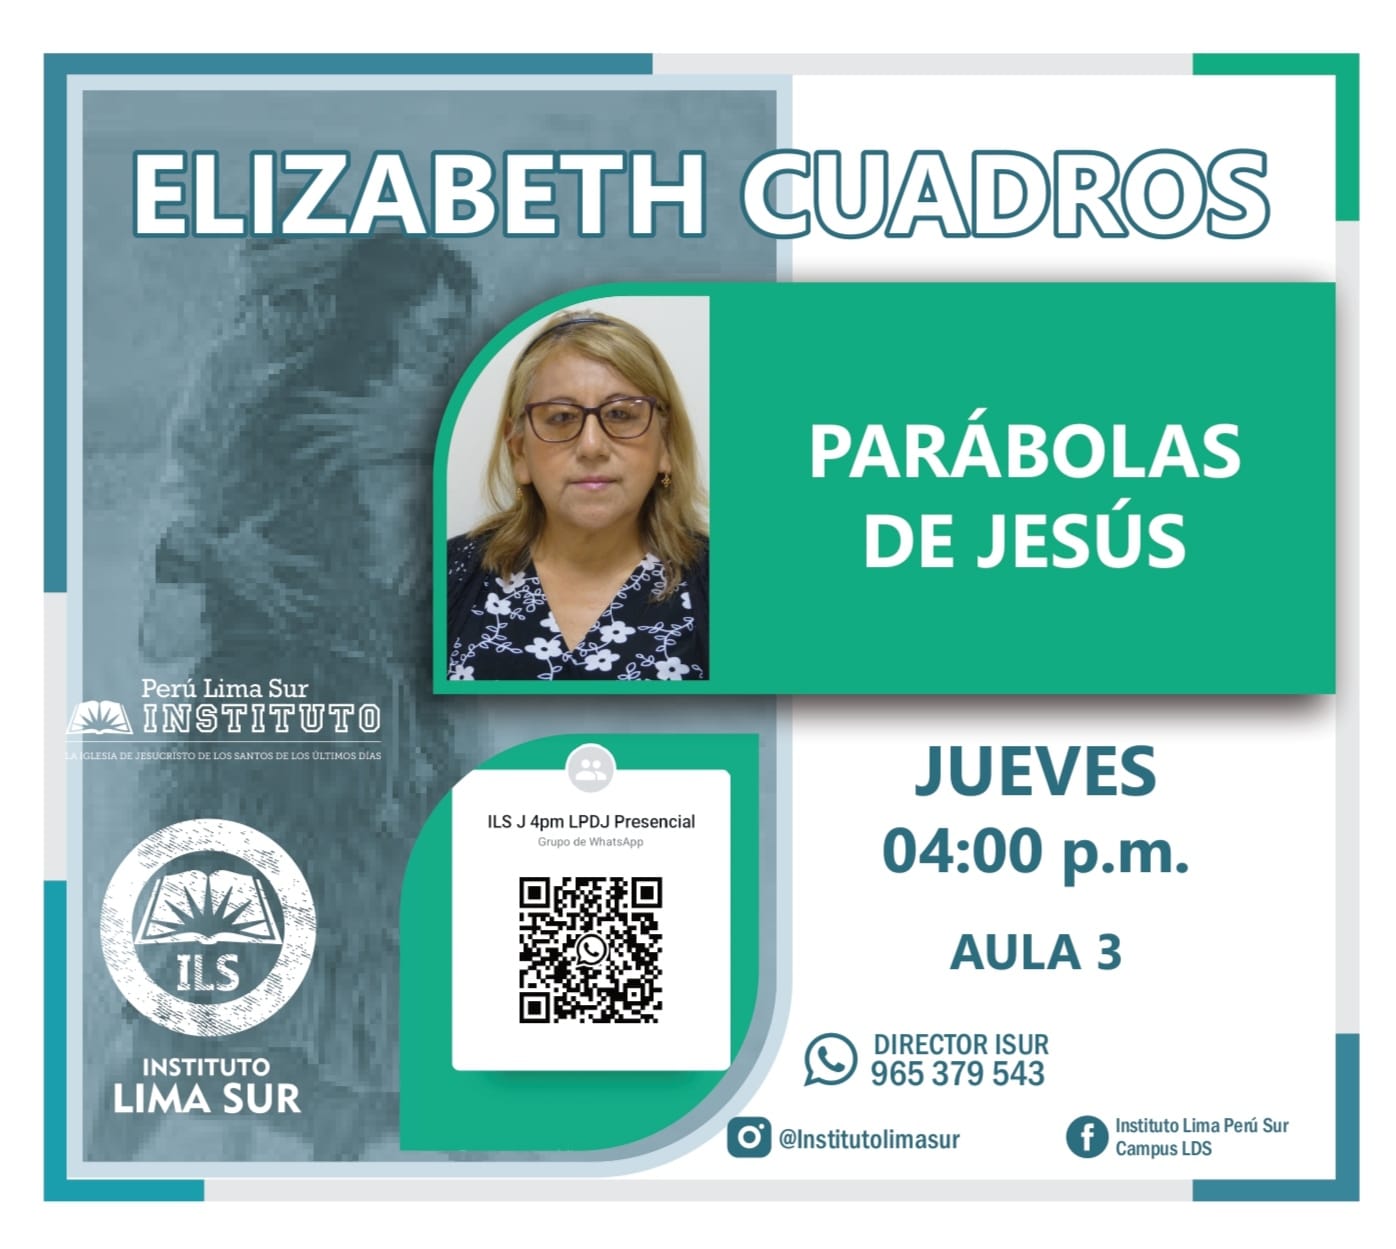 ELIZABETH CUADROS
PARÁBOLAS
DE JESÚS
Perú Lima Sur
INSTITUTO
LA IGLESIA DE JESUCRISTO DE LOS SANTOS DE LOS ÚLTIMOS DÍAS
ILS
INSTITUTO
LIMA SUR
ILS J 4pm LPDJ Presencial
Grupo de WhatsApp
JUEVES
04:00 p.m.
AULA 3
DIRECTOR ISUR
965 379 543
@Institutolimasur
Instituto Lima Perú Sur
Campus LDS